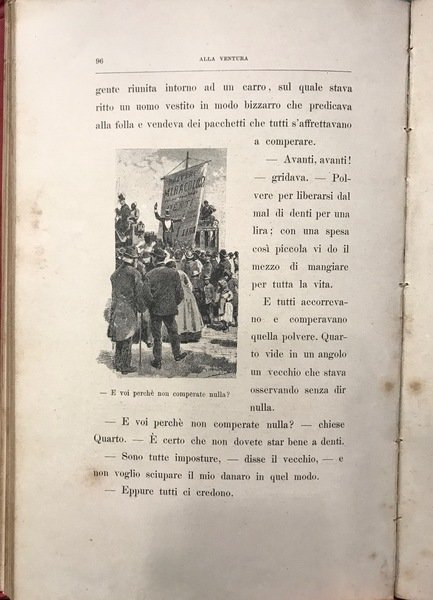 96 ALLA VENTURA
gente riunita intorno ad un carro, sul quale stava
ritto un uomo vestito in modo bizzarro che predicava
alla folla e vendeva dei pacchetti che tutti s'affrettavano
a comperare.
— Avanti, avanti!
— gridava. — Pol-
vere per liberarsi dal
mal di denti per una
lira; con una spesa
così piccola vi do il
mezzo di mangiare
per tutta la vita.
E tutti accorreva-
no e comperavano
quella polvere. Quar-
to vide in un angolo
un vecchio che stava
osservando senza dir
nulla.
POLVERE
MIRACOLOSA
DENTI
— E voi perchè non comperate nulla?
— E voi perchè non comperate nulla? — chiese
Quarto. — È certo che non dovete star bene a denti.
— Sono tutte imposture, — disse il vecchio, — e
non voglio sciupare il mio danaro in quel modo.
— Eppure tutti ci credono.